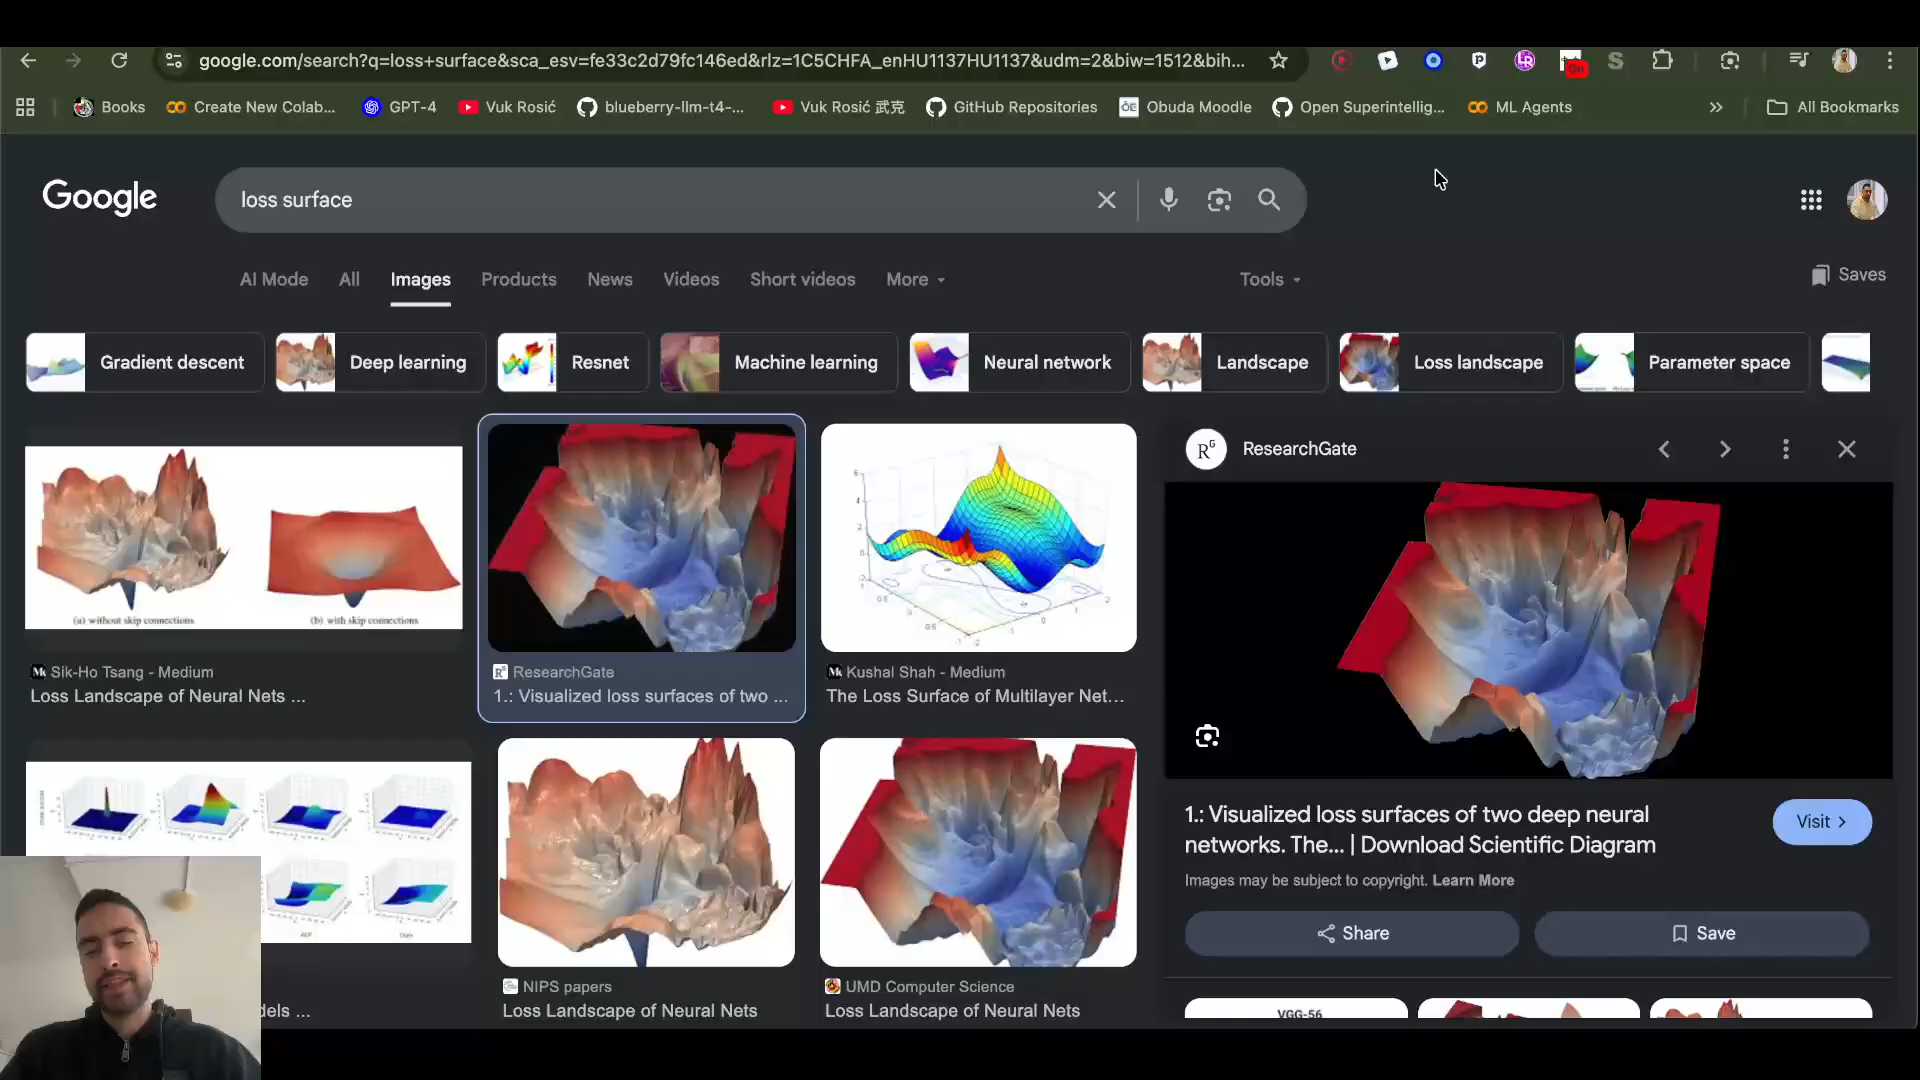 google.com/search?q=loss+surface&sca_esv=fe33c2d79fc146ed&rlz=1C5CHFA_enHU1137HU1137&udm=2&biw=1512&bih...
On
Books
Create New Colab...
GPT-4
Vuk Rosić
blueberry-llm-t4-...
Vuk Rosić 武克
GitHub Repositories
Obuda Moodle
Open Superintellig...
ML Agents
All Bookmarks
Google
loss surface
AI Mode
All
Images
Products
News
Videos
Short videos
More
Tools
Saves
Gradient descent
Deep learning
Resnet
Machine learning
Neural network
Landscape
Loss landscape
Parameter space
(a) without skip connections
(b) with skip connections
Sik-Ho Tsang - Medium
Loss Landscape of Neural Nets ...
ResearchGate
1.: Visualized loss surfaces of two ...
Kushal Shah - Medium
The Loss Surface of Multilayer Net...
dels ...
NIPS papers
Loss Landscape of Neural Nets
UMD Computer Science
Loss Landscape of Neural Nets
ResearchGate
1.: Visualized loss surfaces of two deep neural
networks. The... | Download Scientific Diagram
Visit
Images may be subject to copyright. Learn More
Share
Save
VGG-56